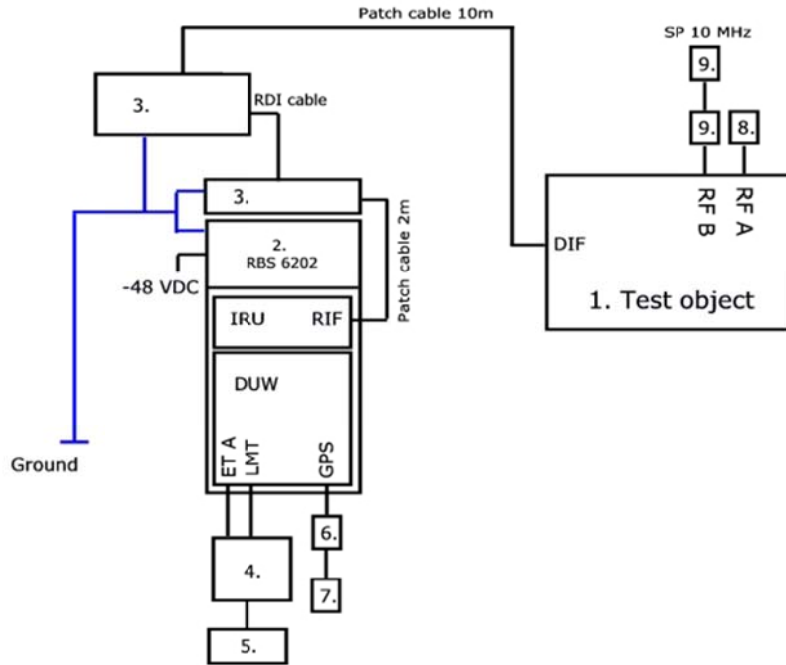 Patch cable 10m
SP 10 MHz
9.
3.
RDI cable
9.
8.
3.
Patch cable 2m
RF B
RF A
2.
RBS 6202
DIF
-48 VDC
1. Test object
IRU
RIF
DUW
ET A
LMT
GPS
Ground
6.
4.
7.
5.